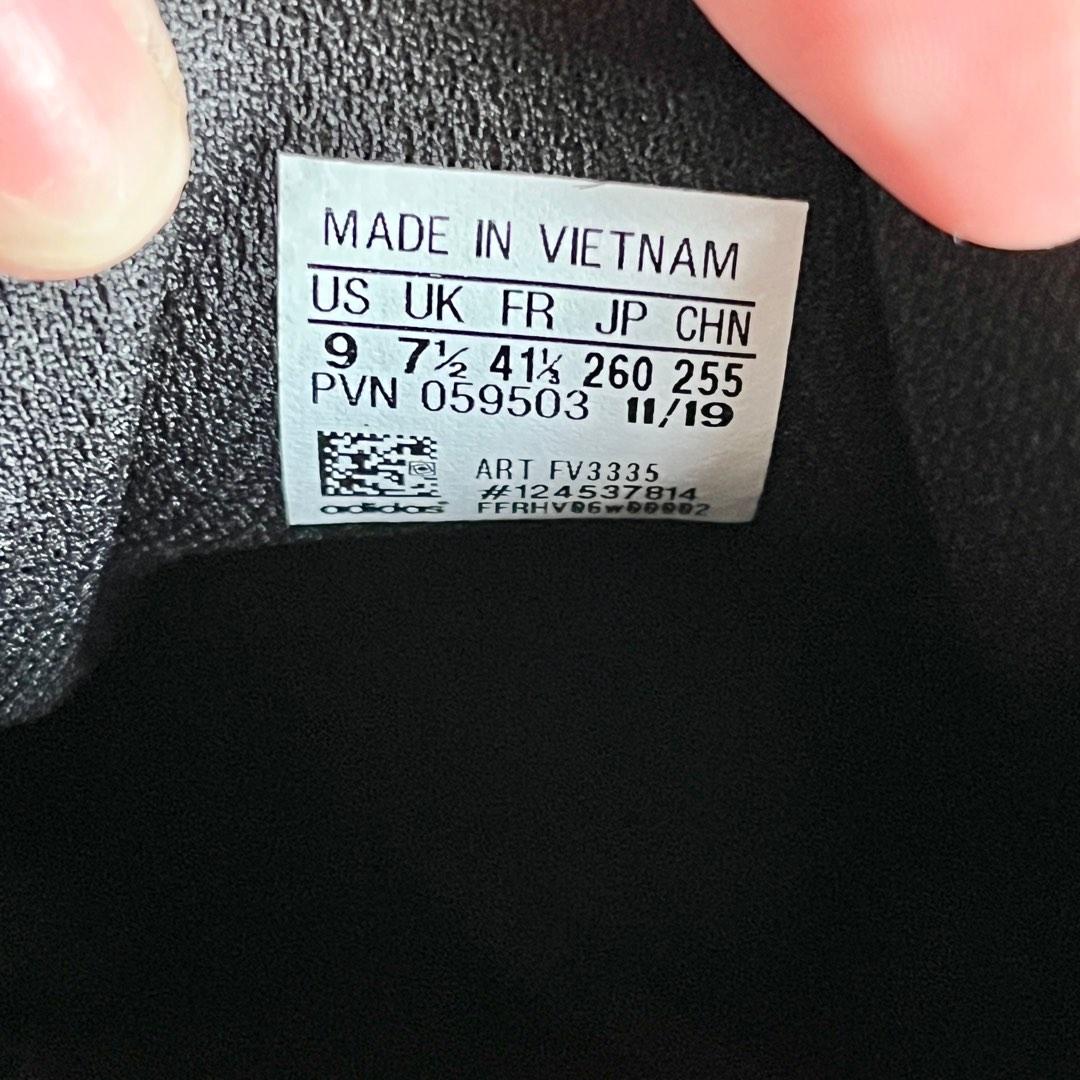 MADE IN VIETNAM
US UK FR JP CHN
9 7½ 41⅓ 260 255
PVN 059503 11/19
ART FV3335
#124537814
adidas FFRHV06W00002